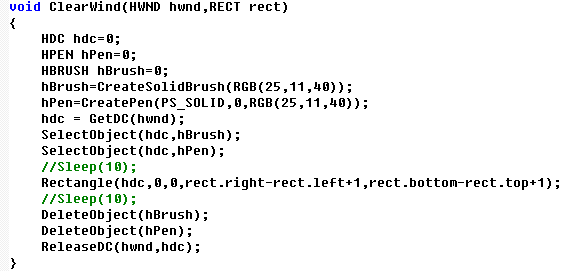 void ClearWind(HWND hwnd,RECT rect)
{
    HDC hdc=0;
    HPEN hPen=0;
    HBRUSH hBrush=0;
    hBrush=CreateSolidBrush(RGB(25,11,40));
    hPen=CreatePen(PS_SOLID,0,RGB(25,11,40));
    hdc = GetDC(hwnd);
    SelectObject(hdc,hBrush);
    SelectObject(hdc,hPen);
    //Sleep(10);
    Rectangle(hdc,0,0,rect.right-rect.left+1,rect.bottom-rect.top+1);
    //Sleep(10);
    DeleteObject(hBrush);
    DeleteObject(hPen);
    ReleaseDC(hwnd,hdc);
}